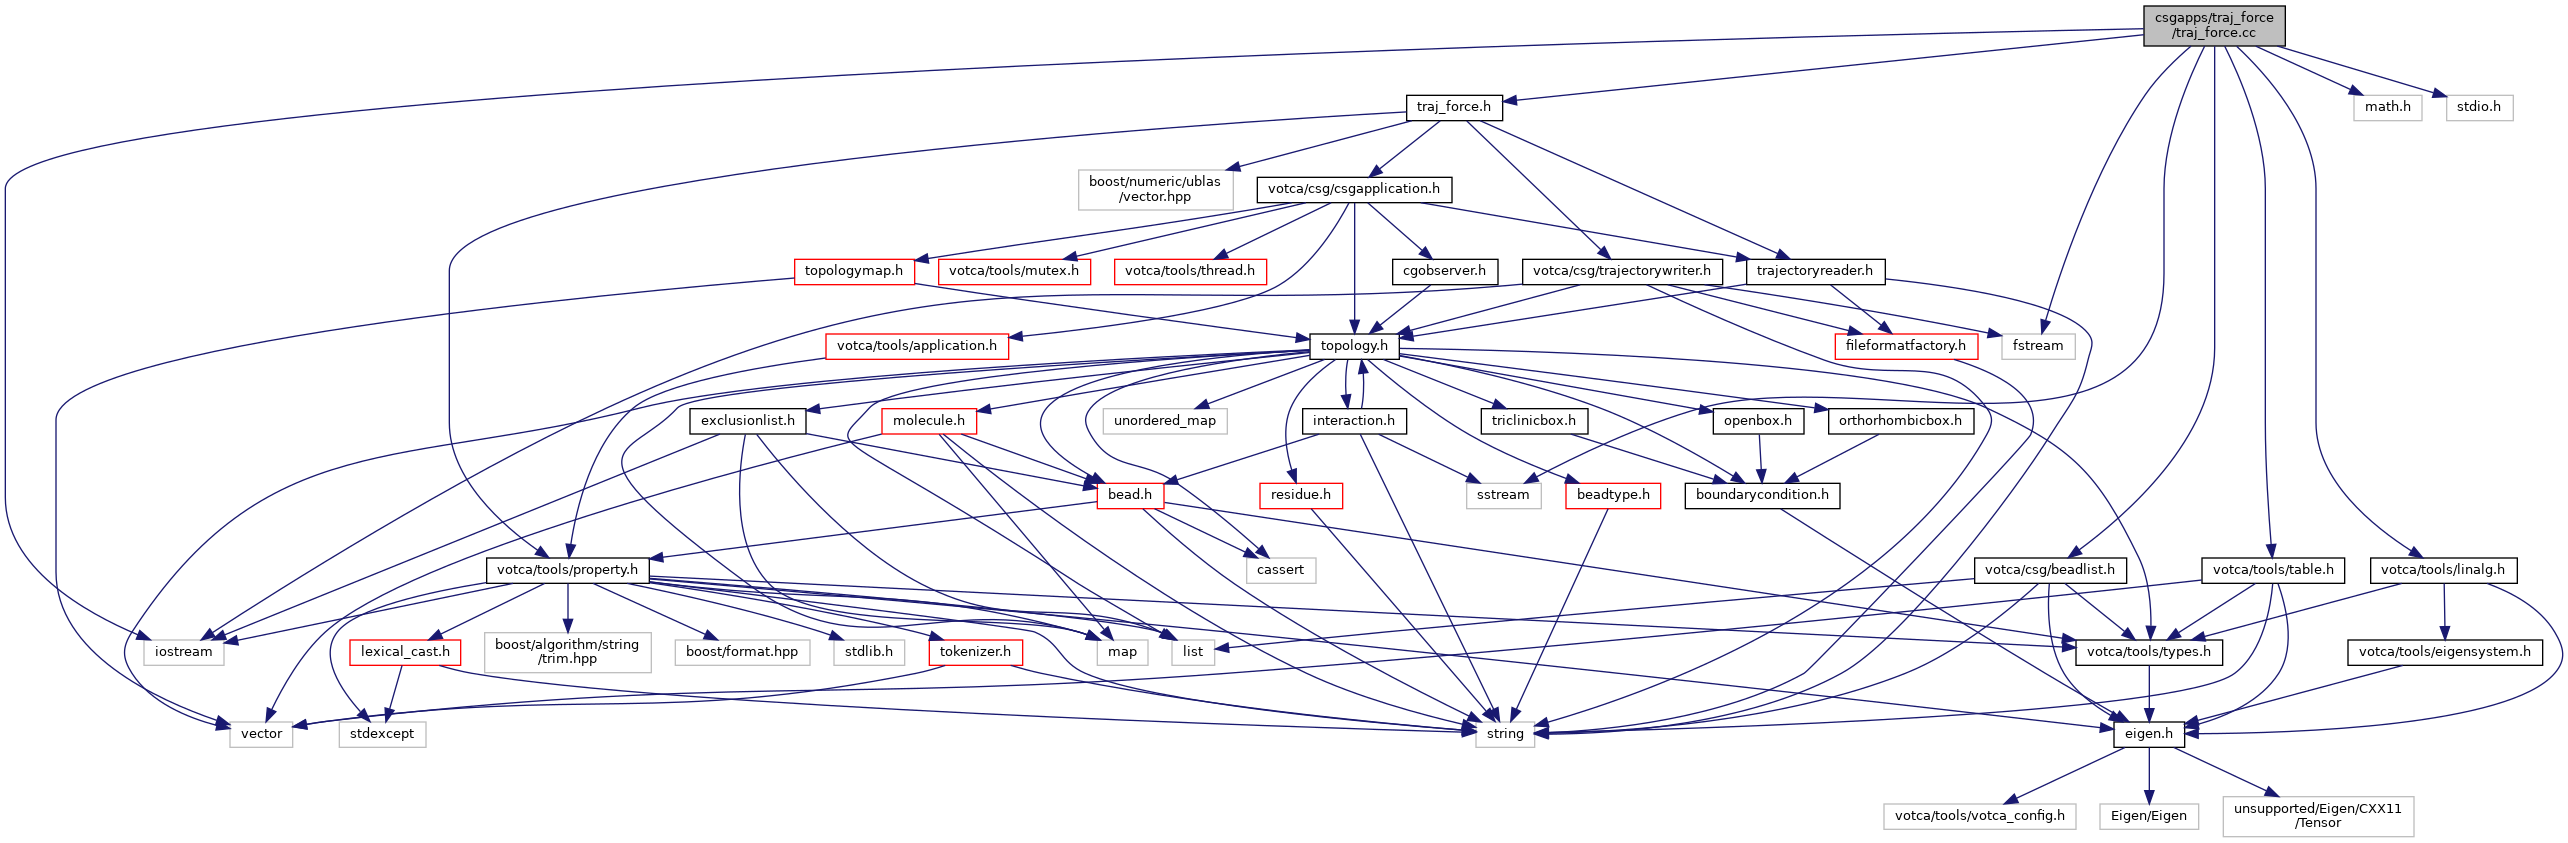 csgapps/traj_force
/traj_force.cc
traj_force.h
math.h
stdio.h
boost/numeric/ublas
/vector.hpp
votca/csg/csgapplication.h
topologymap.h
votca/tools/mutex.h
votca/tools/thread.h
cgobserver.h
votca/csg/trajectorywriter.h
trajectoryreader.h
votca/tools/application.h
topology.h
fileformatfactory.h
fstream
exclusionlist.h
molecule.h
unordered_map
interaction.h
triclinicbox.h
openbox.h
orthorhombicbox.h
bead.h
residue.h
sstream
beadtype.h
boundarycondition.h
votca/tools/property.h
cassert
votca/csg/beadlist.h
votca/tools/table.h
votca/tools/linalg.h
iostream
lexical_cast.h
boost/algorithm/string
/trim.hpp
boost/format.hpp
stdlib.h
tokenizer.h
map
list
votca/tools/types.h
votca/tools/eigensystem.h
vector
stdexcept
string
eigen.h
votca/tools/votca_config.h
Eigen/Eigen
unsupported/Eigen/CXX11
/Tensor